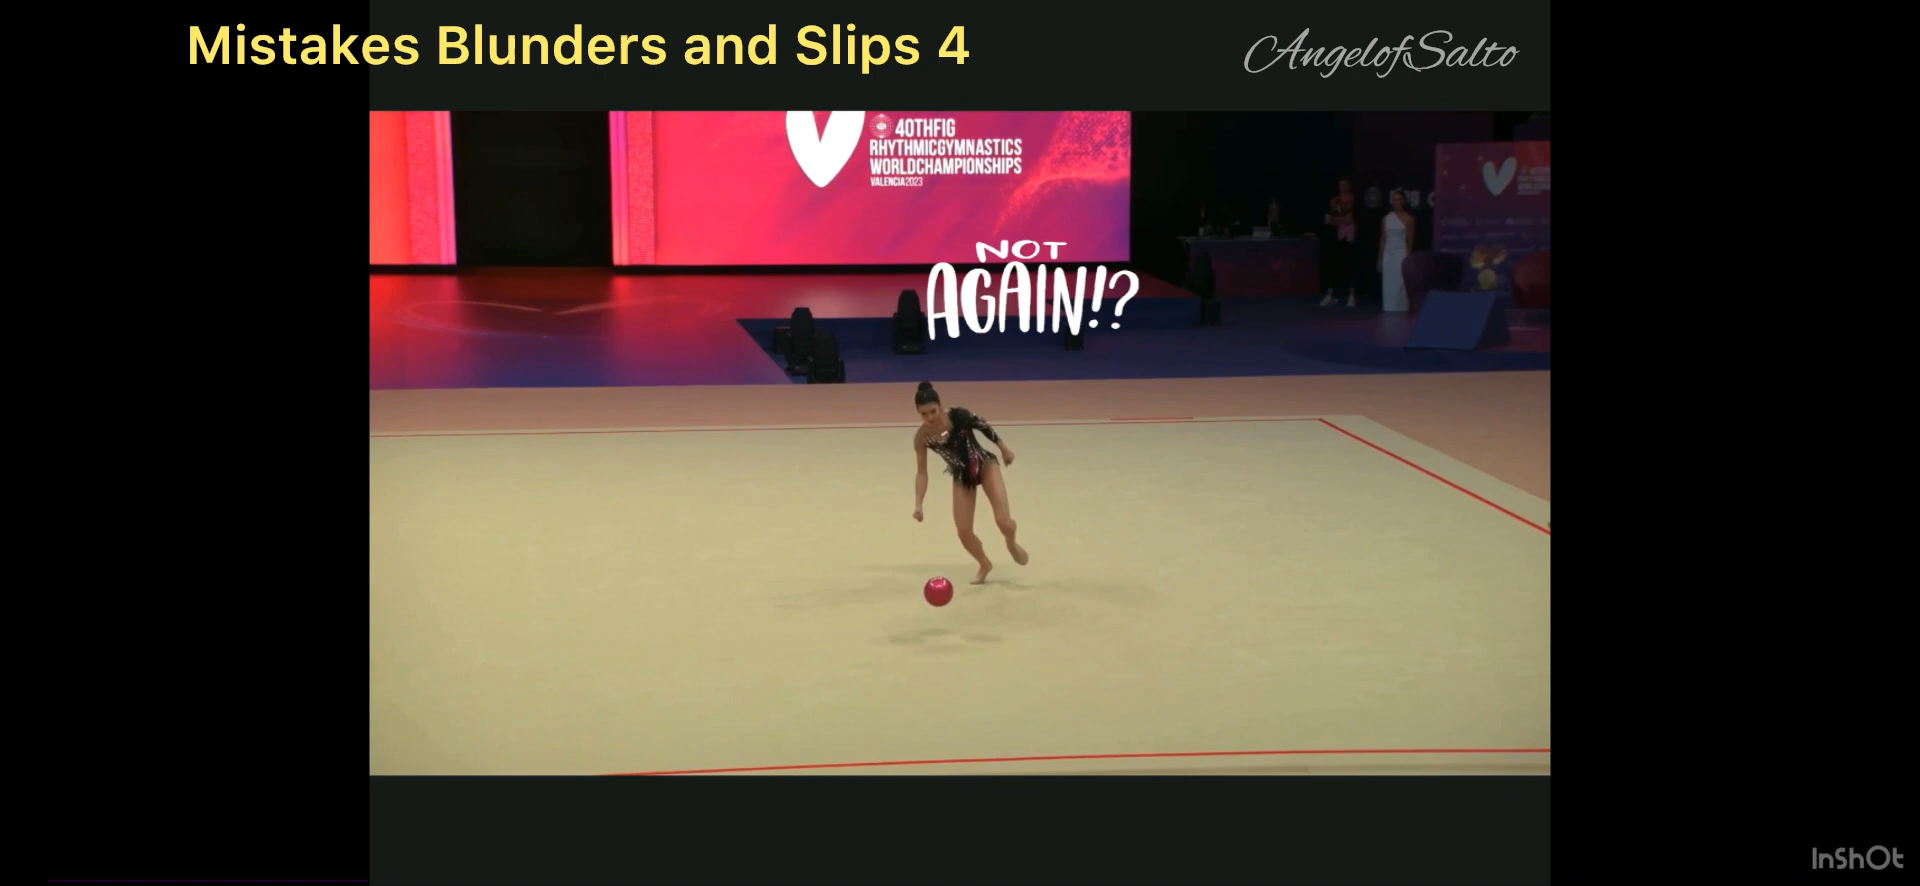 Mistakes Blunders and Slips 4
AngelofSalto
40THFIG
RHYTHMICGYMNASTICS
WORLDCHAMPIONSHIPS
VALENCIA2023
NOT
AGAIN!?
InShOt